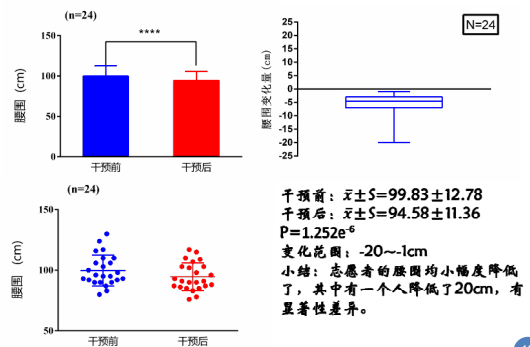 (n=24)
****
腰围 (cm)
150
100
50
0
干预前
干预后
N=24
腰围变化量(cm)
25
20
15
10
5
0
-5
-10
-15
-20
-25
(n=24)
腰围 (cm)
150
100
50
干预前
干预后
干预前：x̄±S=99.83±12.78
干预后：x̄±S=94.58±11.36
P=1.252e⁻⁶
变化范围：-20～-1cm
小结：志愿者的腰围均小幅度降低
了，其中有一个人降低了20cm，有
显著性差异。